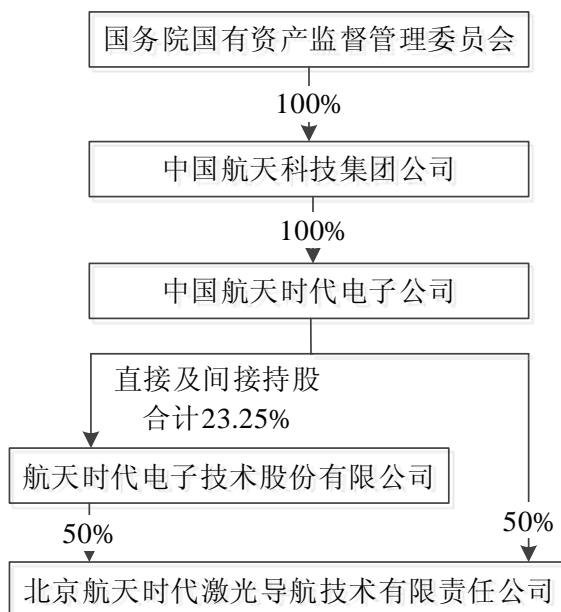 国务院国有资产监督管理委员会
100%
中国航天科技集团公司
100%
中国航天时代电子公司
直接及间接持股
合计23.25%
航天时代电子技术股份有限公司
50%
50%
北京航天时代激光导航技术有限责任公司